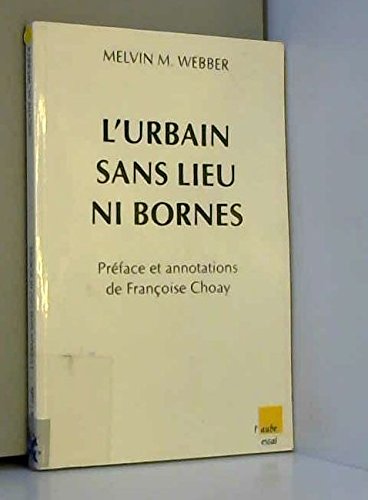 MELVIN M. WEBBER
L'URBAIN
SANS LIEU
NI BORNES
Préface et annotations
de Françoise Choay
l'aube
essai